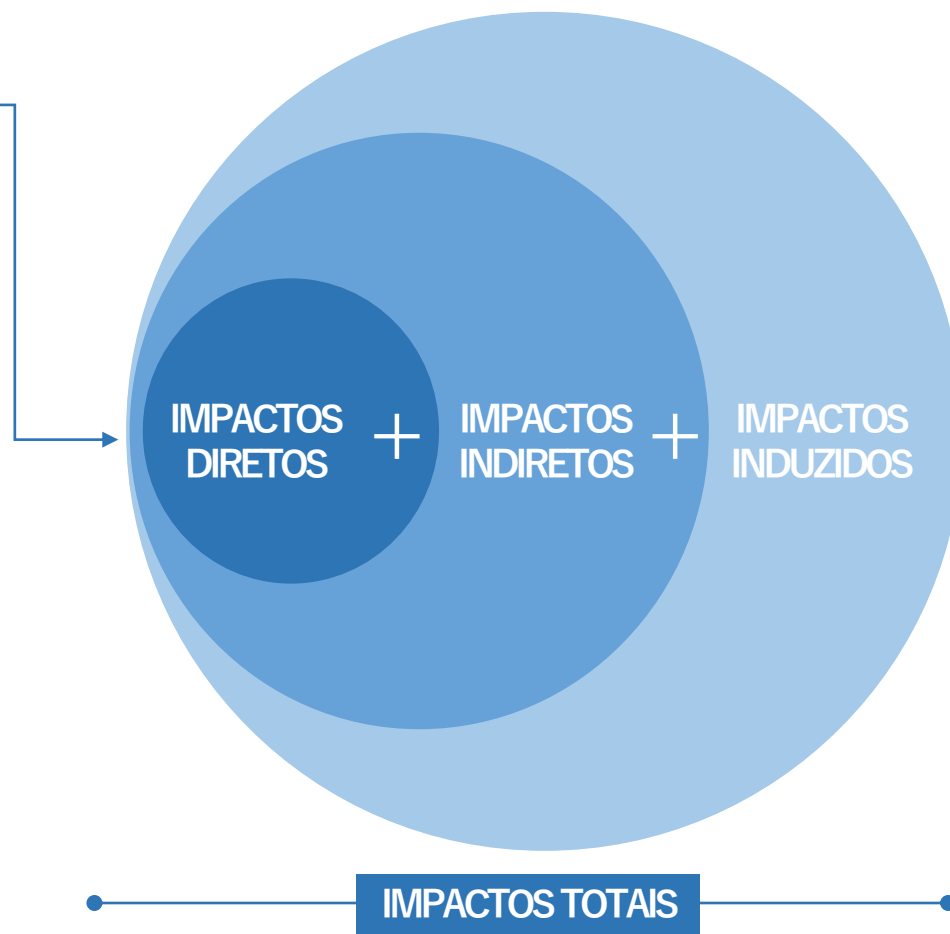 IMPACTOS
DIRETOS
+
IMPACTOS
INDIRETOS
+
IMPACTOS
INDUZIDOS
IMPACTOS TOTAIS